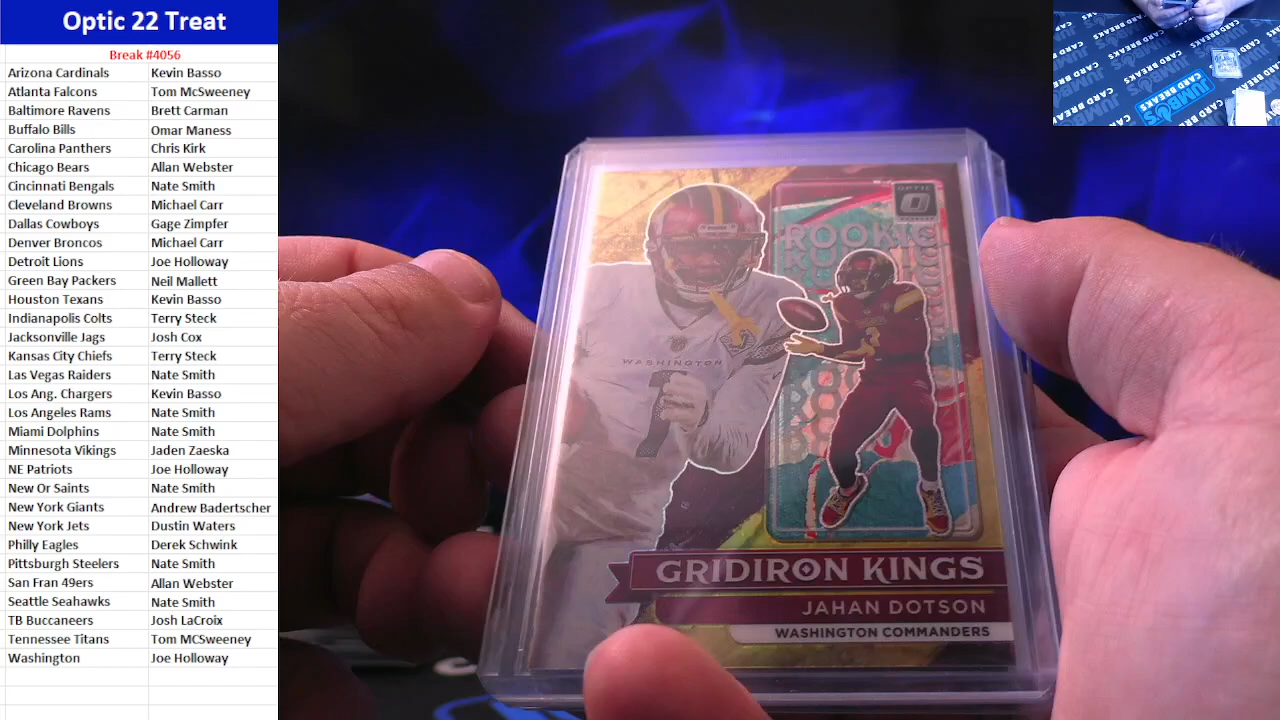 Optic 22 Treat
Break #4056
Arizona Cardinals Kevin Basso
Atlanta Falcons Tom McSweeney
Baltimore Ravens Brett Carman
Buffalo Bills Omar Maness
Carolina Panthers Chris Kirk
Chicago Bears Allan Webster
Cincinnati Bengals Nate Smith
Cleveland Browns Michael Carr
Dallas Cowboys Gage Zimpfer
Denver Broncos Michael Carr
Detroit Lions Joe Holloway
Green Bay Packers Neil Mallett
Houston Texans Kevin Basso
Indianapolis Colts Terry Steck
Jacksonville Jags Josh Cox
Kansas City Chiefs Terry Steck
Las Vegas Raiders Nate Smith
Los Ang. Chargers Kevin Basso
Los Angeles Rams Nate Smith
Miami Dolphins Nate Smith
Minnesota Vikings Jaden Zaeska
NE Patriots Joe Holloway
New Or Saints Nate Smith
New York Giants Andrew Badertscher
New York Jets Dustin Waters
Philly Eagles Derek Schwink
Pittsburgh Steelers Nate Smith
San Fran 49ers Allan Webster
Seattle Seahawks Nate Smith
TB Buccaneers Josh LaCroix
Tennessee Titans Tom MCSweeney
Washington Joe Holloway
OPTIC
ROOKIE
WASHINGTON
1
3
GRIDIRON KINGS
JAHAN DOTSON
WASHINGTON COMMANDERS
JUMBO'S
CARD BREAKS